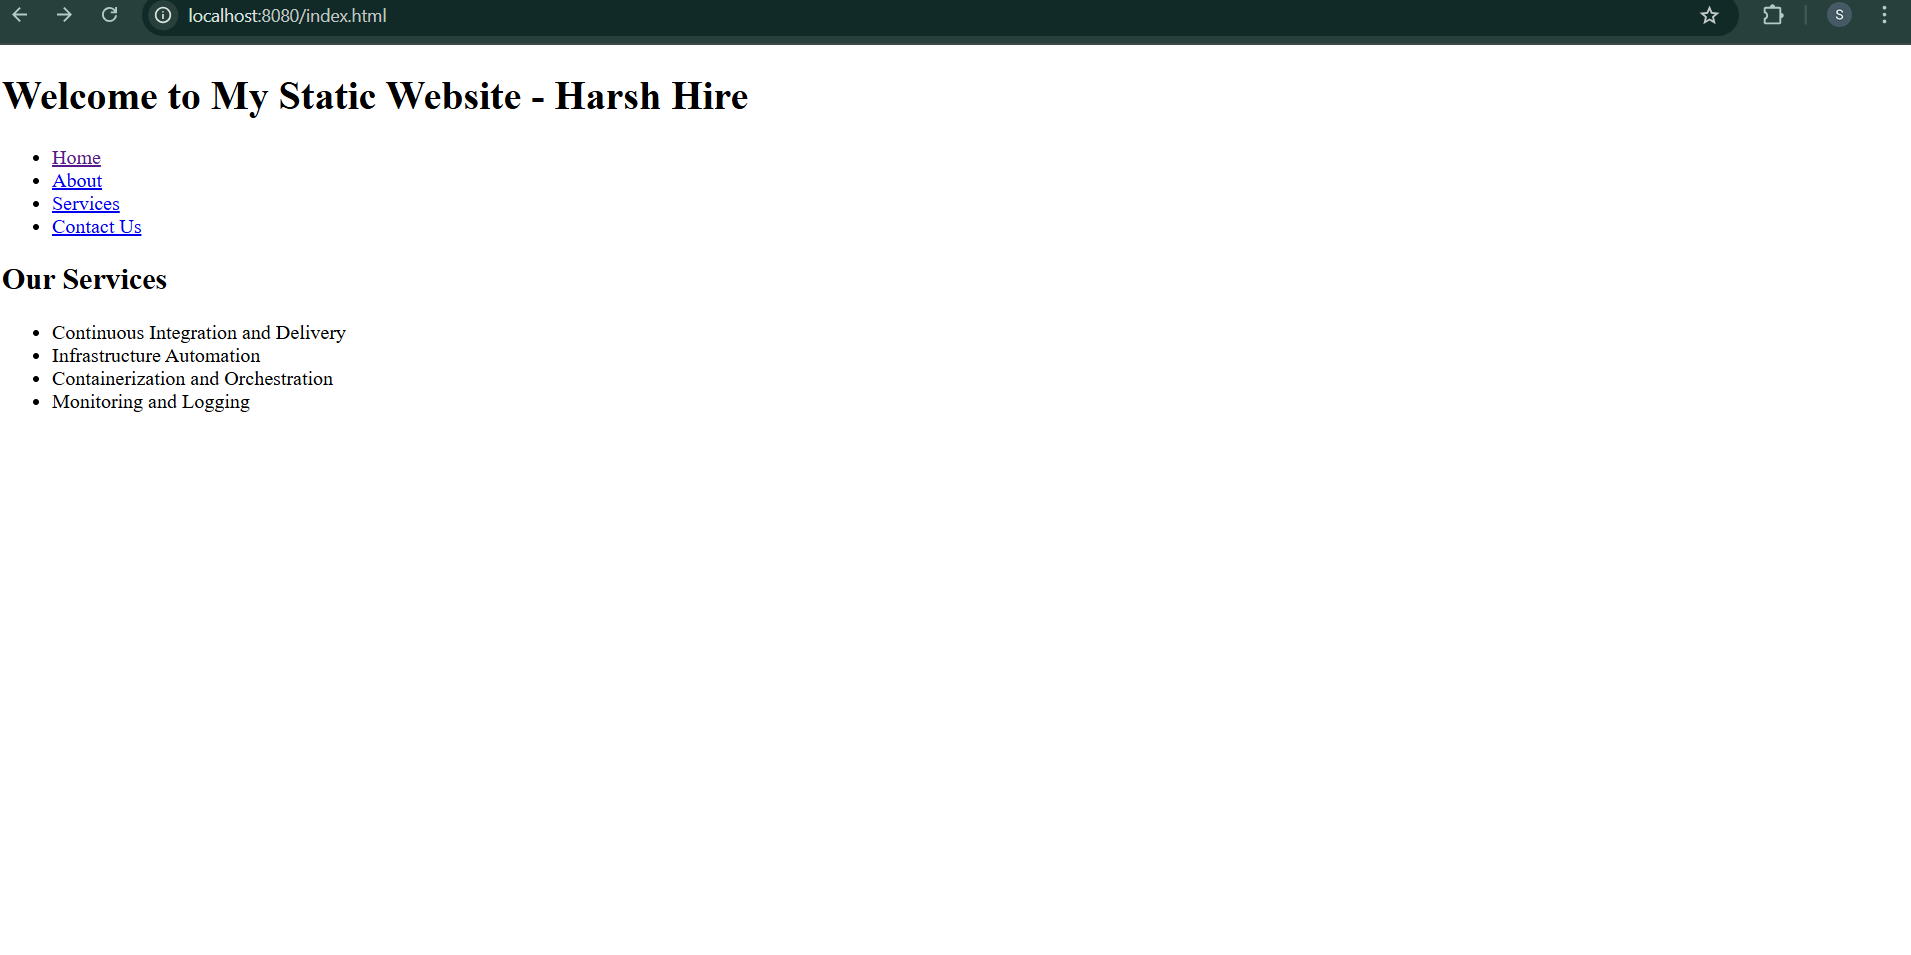 localhost:8080/index.html
S
Welcome to My Static Website - Harsh Hire
Home
About
Services
Contact Us
Our Services
Continuous Integration and Delivery
Infrastructure Automation
Containerization and Orchestration
Monitoring and Logging